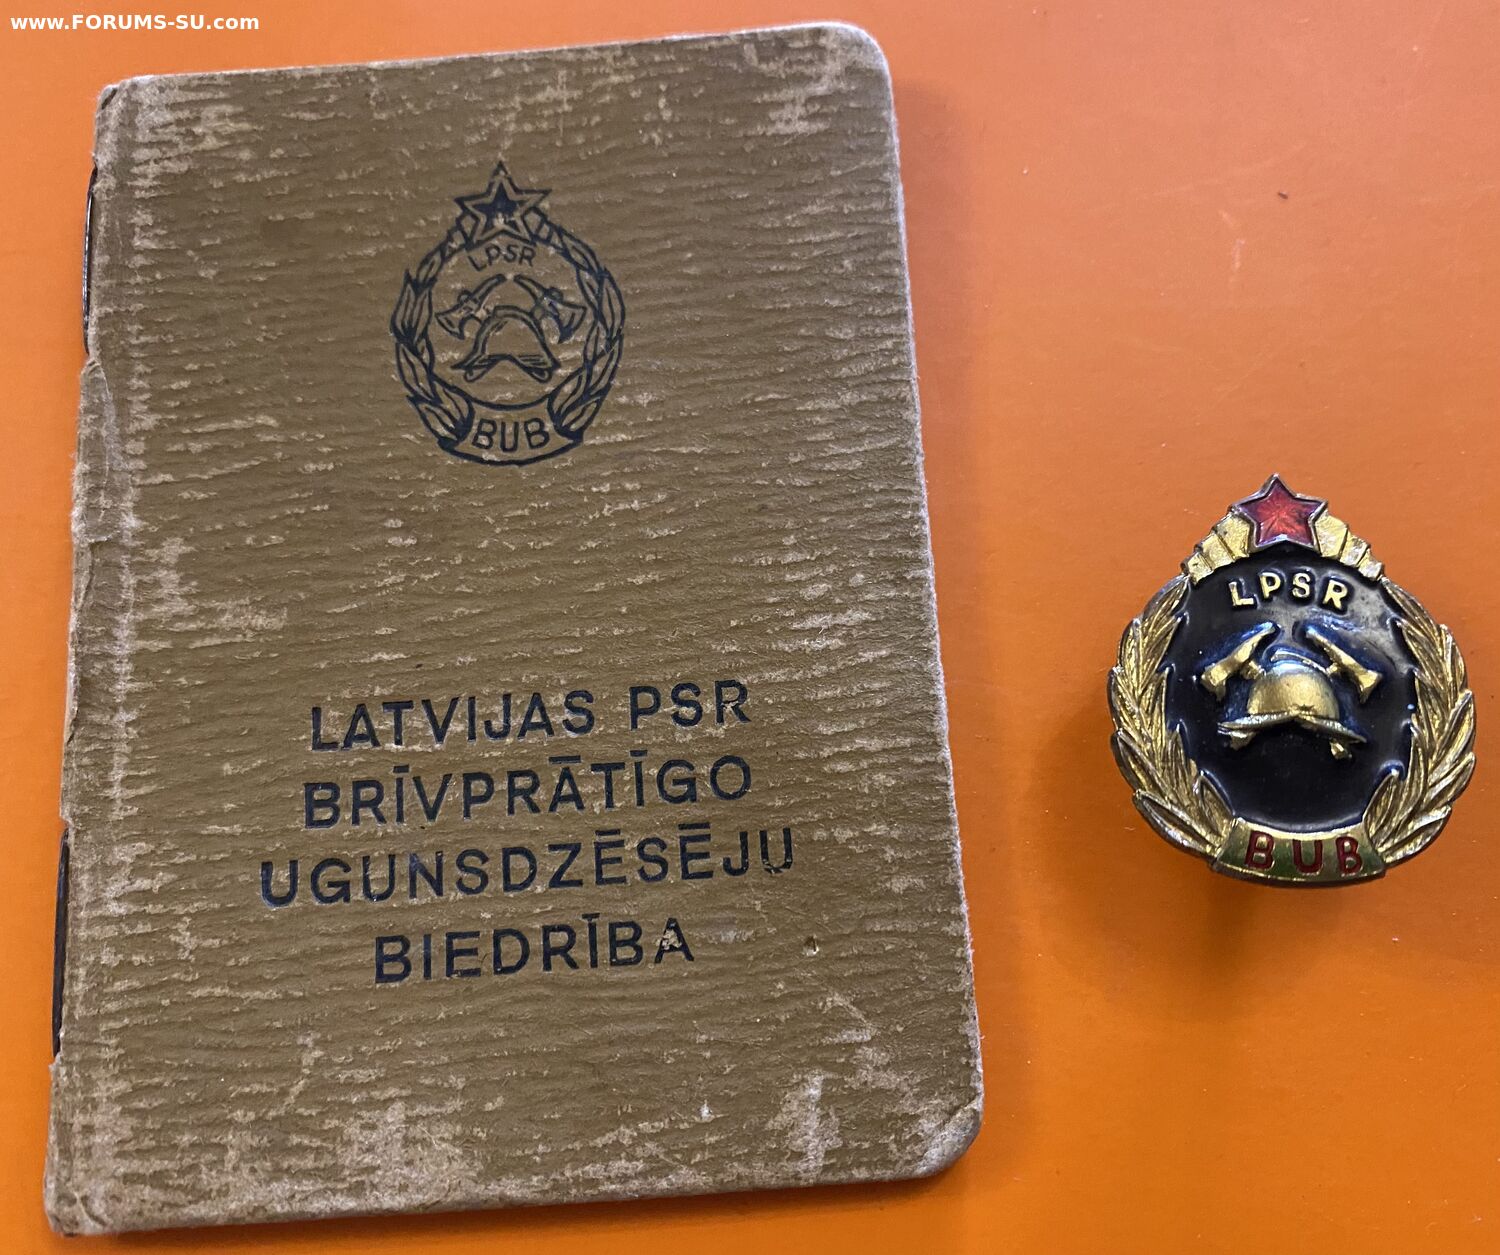 www.FORUMS-SU.com
LPSR
BUB
LATVIJAS PSR
BRĪVPRĀTĪGO
UGUNSDZĒSĒJU
BIEDRĪBA
LPSR
BUB